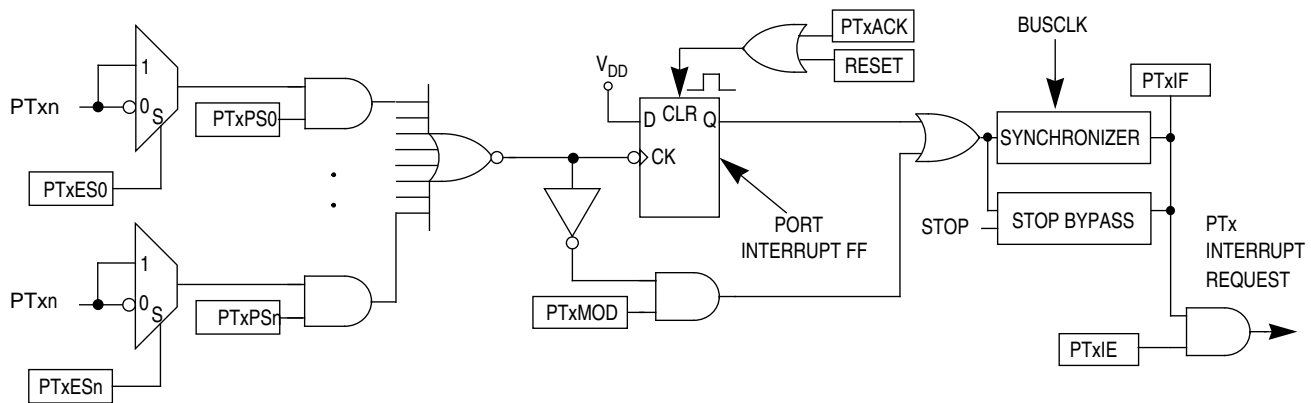 PTxn
1
0
S
PTxES0
PTxPS0
PTxn
1
0
S
PTxESn
PTxPSn
VDD
D
CLR
Q
CK
PTxACK
RESET
PORT
INTERRUPT FF
PTxMOD
BUSCLK
SYNCHRONIZER
STOP
STOP BYPASS
PTxIF
PTx
INTERRUPT
REQUEST
PTxIE